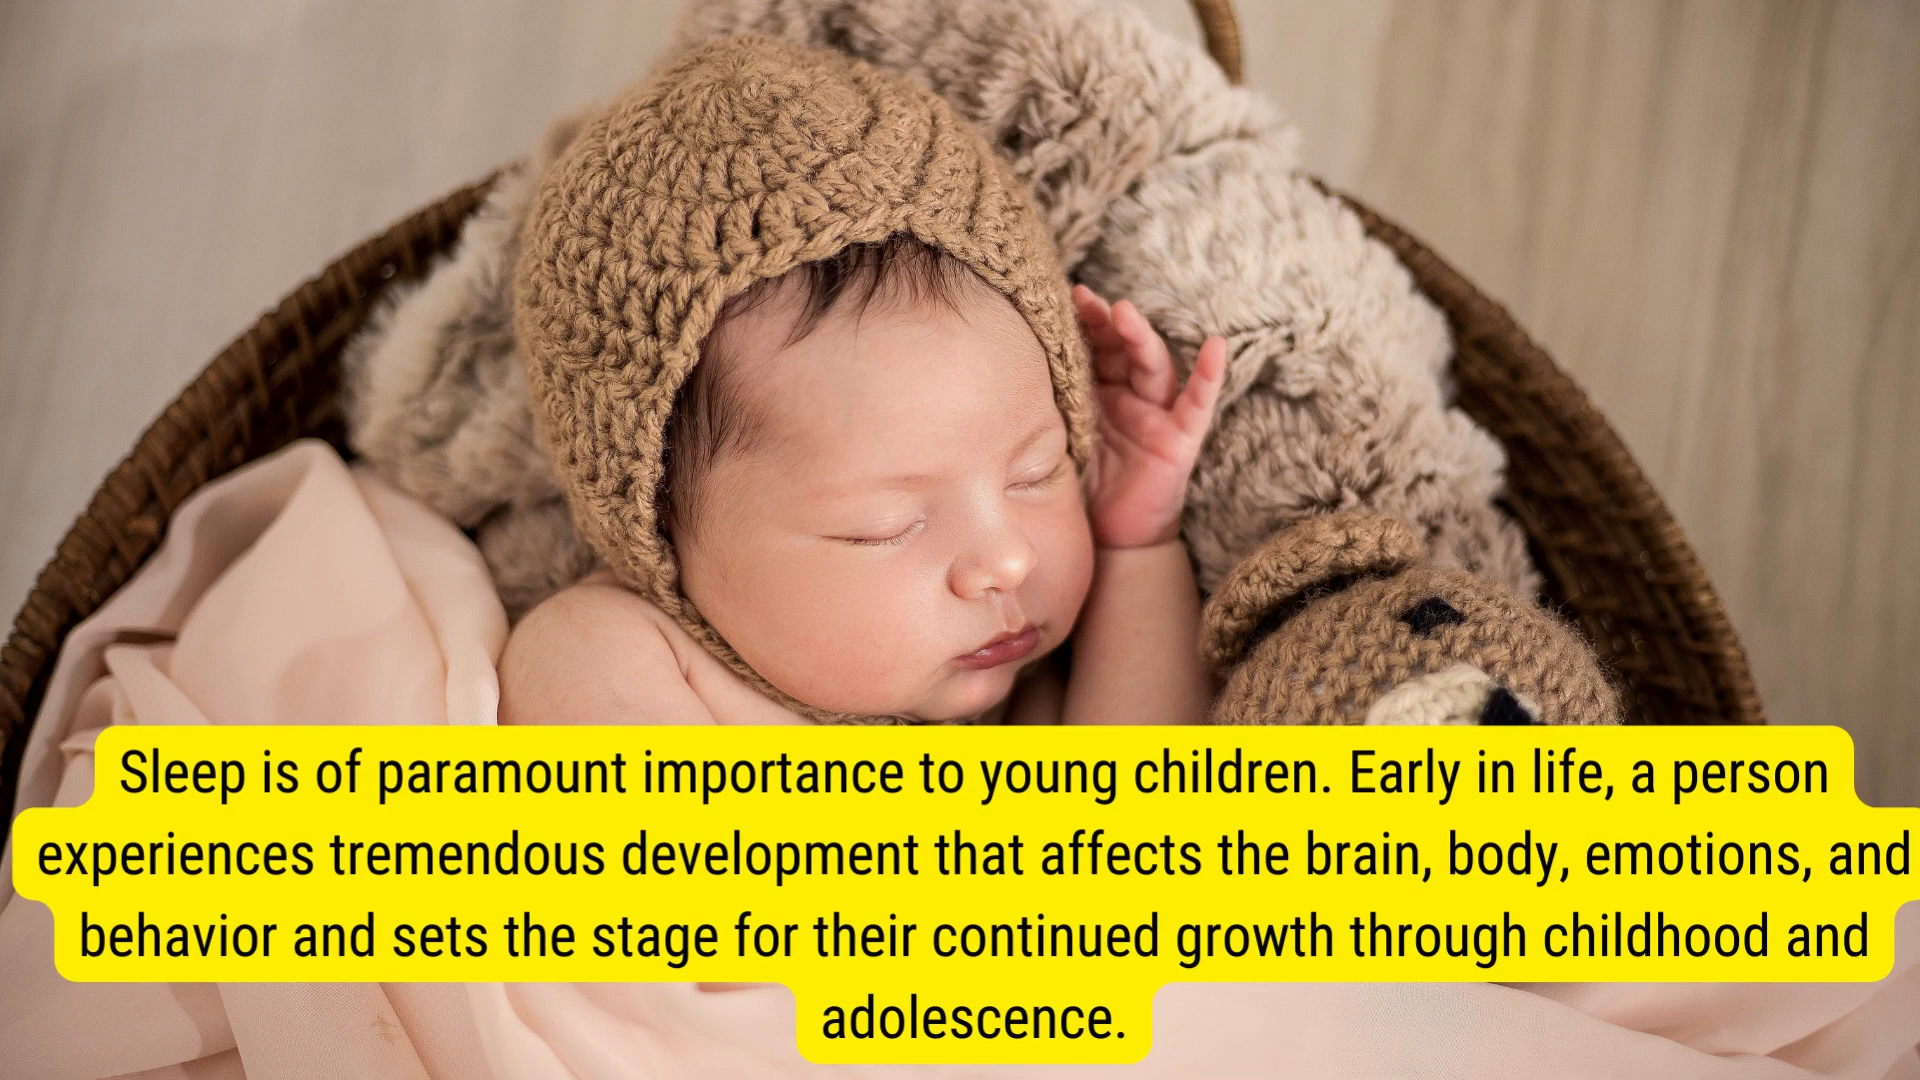 Sleep is of paramount importance to young children. Early in life, a person
experiences tremendous development that affects the brain, body, emotions, and
behavior and sets the stage for their continued growth through childhood and
adolescence.